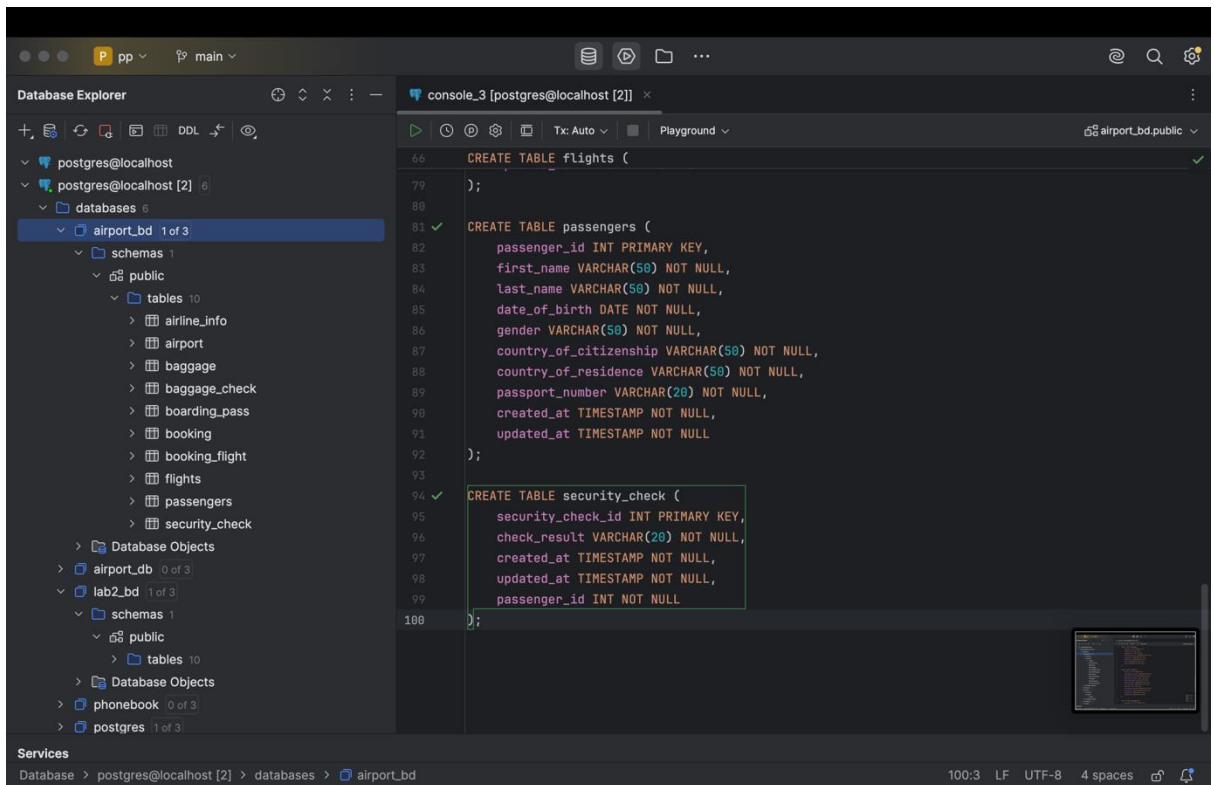 P pp main
Database Explorer
console_3 [postgres@localhost [2]]
DDL
Tx: Auto
Playground
airport_bd.public
postgres@localhost
postgres@localhost [2] 6
databases 6
airport_bd 1 of 3
schemas 1
public
tables 10
airline_info
airport
baggage
baggage_check
boarding_pass
booking
booking_flight
flights
passengers
security_check
Database Objects
airport_db 0 of 3
lab2_bd 1 of 3
schemas 1
public
tables 10
Database Objects
phonebook 0 of 3
postgres 1 of 3
66 CREATE TABLE flights (
79 );
80
81 CREATE TABLE passengers (
82 passenger_id INT PRIMARY KEY,
83 first_name VARCHAR(50) NOT NULL,
84 last_name VARCHAR(50) NOT NULL,
85 date_of_birth DATE NOT NULL,
86 gender VARCHAR(50) NOT NULL,
87 country_of_citizenship VARCHAR(50) NOT NULL,
88 country_of_residence VARCHAR(50) NOT NULL,
89 passport_number VARCHAR(20) NOT NULL,
90 created_at TIMESTAMP NOT NULL,
91 updated_at TIMESTAMP NOT NULL
92 );
93
94 CREATE TABLE security_check (
95 security_check_id INT PRIMARY KEY,
96 check_result VARCHAR(20) NOT NULL,
97 created_at TIMESTAMP NOT NULL,
98 updated_at TIMESTAMP NOT NULL,
99 passenger_id INT NOT NULL
100 );
Services
Database > postgres@localhost [2] > databases > airport_bd
100:3 LF UTF-8 4 spaces